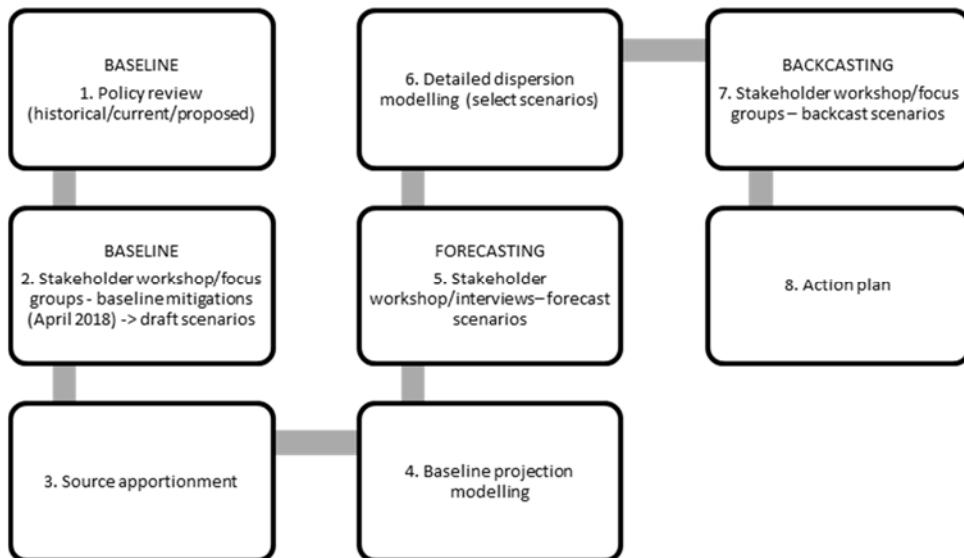 BASELINE
1. Policy review
(historical/current/proposed)
BASELINE
2. Stakeholder workshop/focus
groups - baseline mitigations
(April 2018) -> draft scenarios
3. Source apportionment
4. Baseline projection
modelling
FORECASTING
5. Stakeholder
workshop/interviews– forecast
scenarios
6. Detailed dispersion
modelling (select scenarios)
BACKCASTING
7. Stakeholder workshop/focus
groups – backcast scenarios
8. Action plan